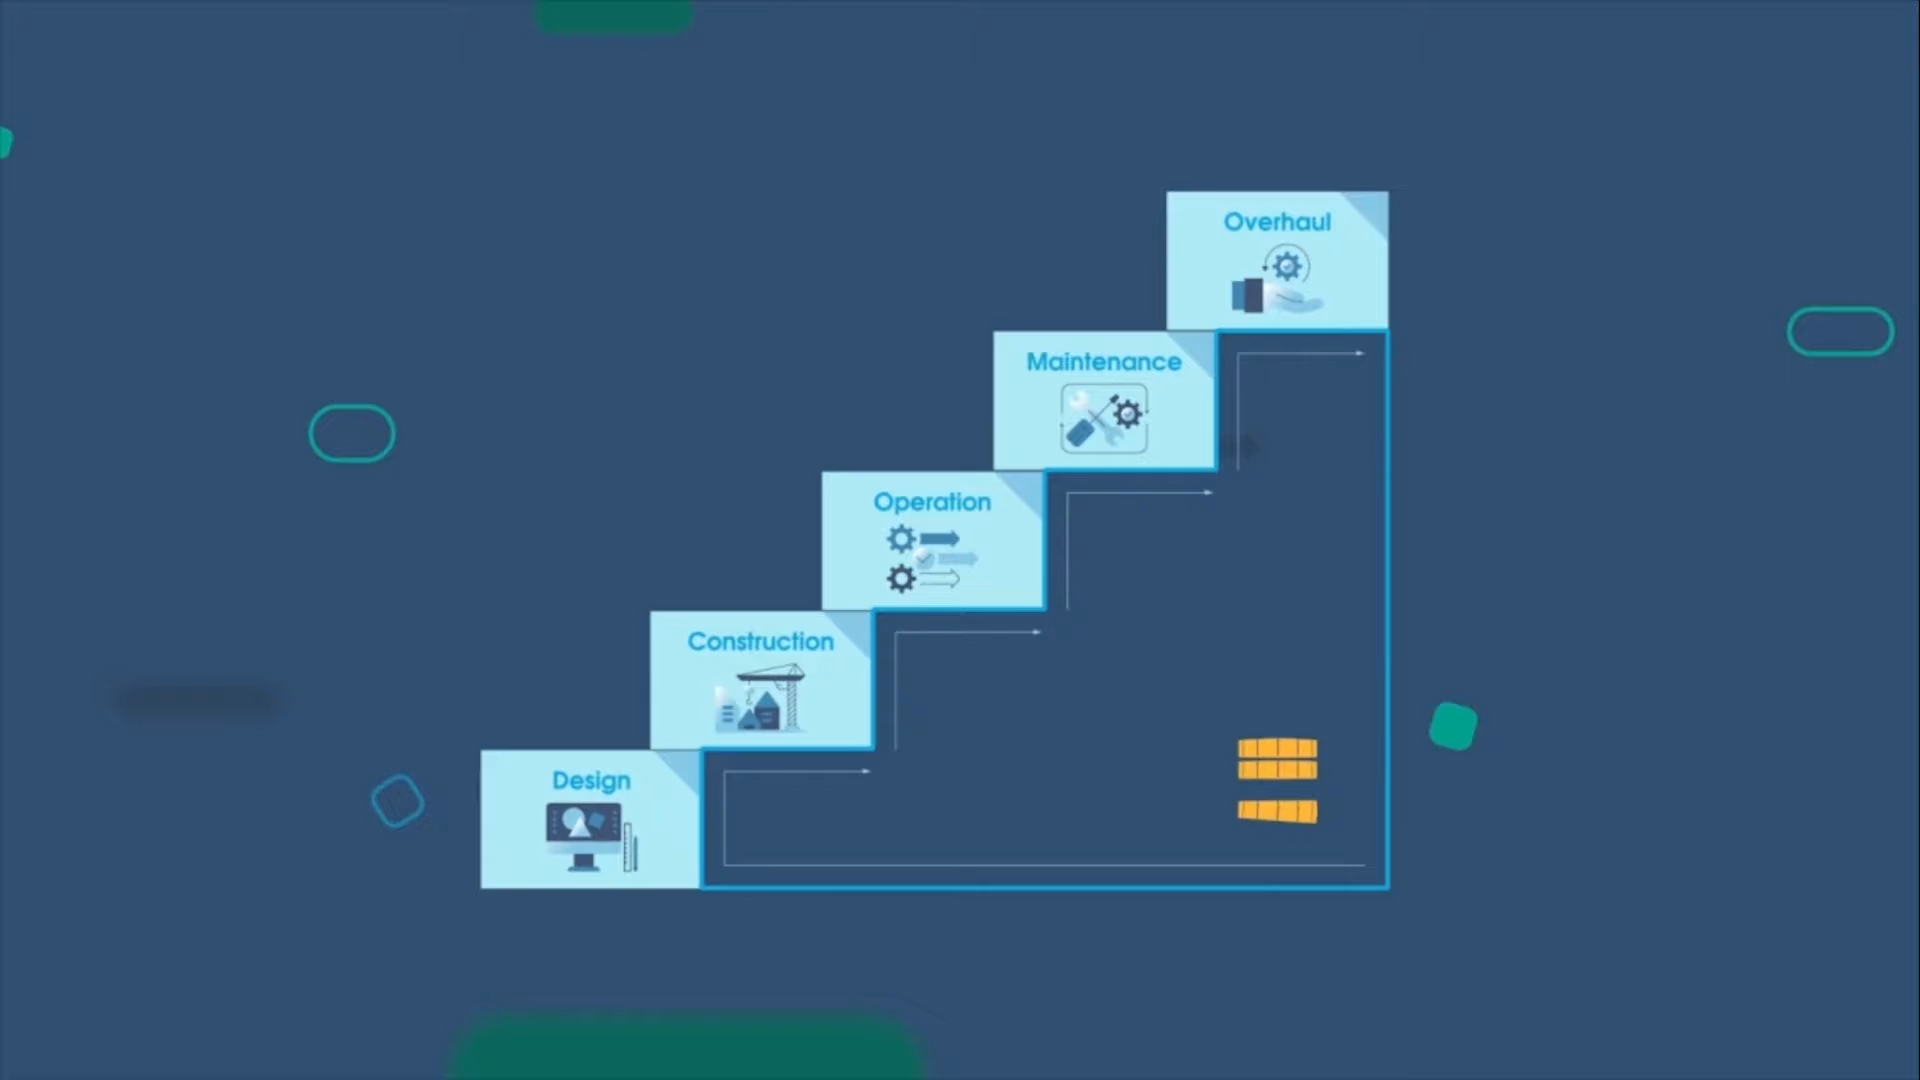 Overhaul
Maintenance
Operation
Construction
Design